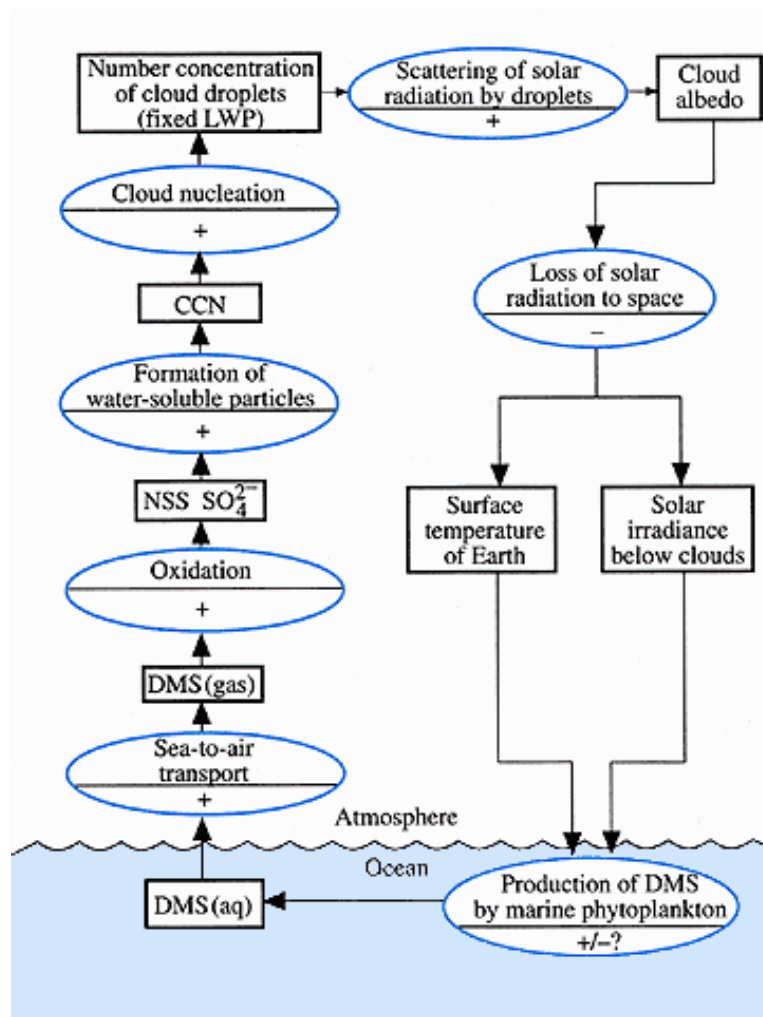 Number concentration
of cloud droplets
(fixed LWP)
Scattering of solar
radiation by droplets
+
Cloud
albedo
Cloud nucleation
+
Loss of solar
radiation to space
–
CCN
Formation of
water-soluble particles
+
NSS SO₄²⁻
Surface
temperature
of Earth
Solar
irradiance
below clouds
Oxidation
+
DMS(gas)
Sea-to-air
transport
+
Atmosphere
Ocean
DMS(aq)
Production of DMS
by marine phytoplankton
+/–?